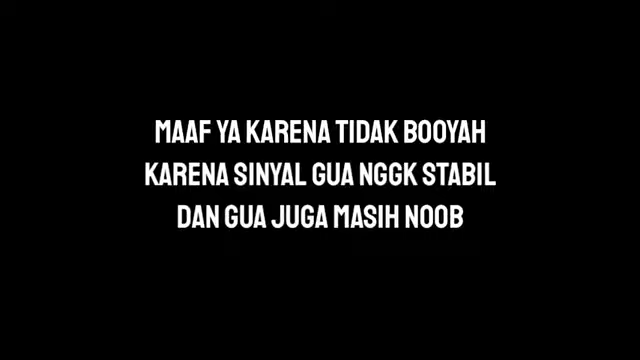 MAAF YA KARENA TIDAK BOOYAH
KARENA SINYAL GUA NGGK STABIL
DAN GUA JUGA MASIH NOOB